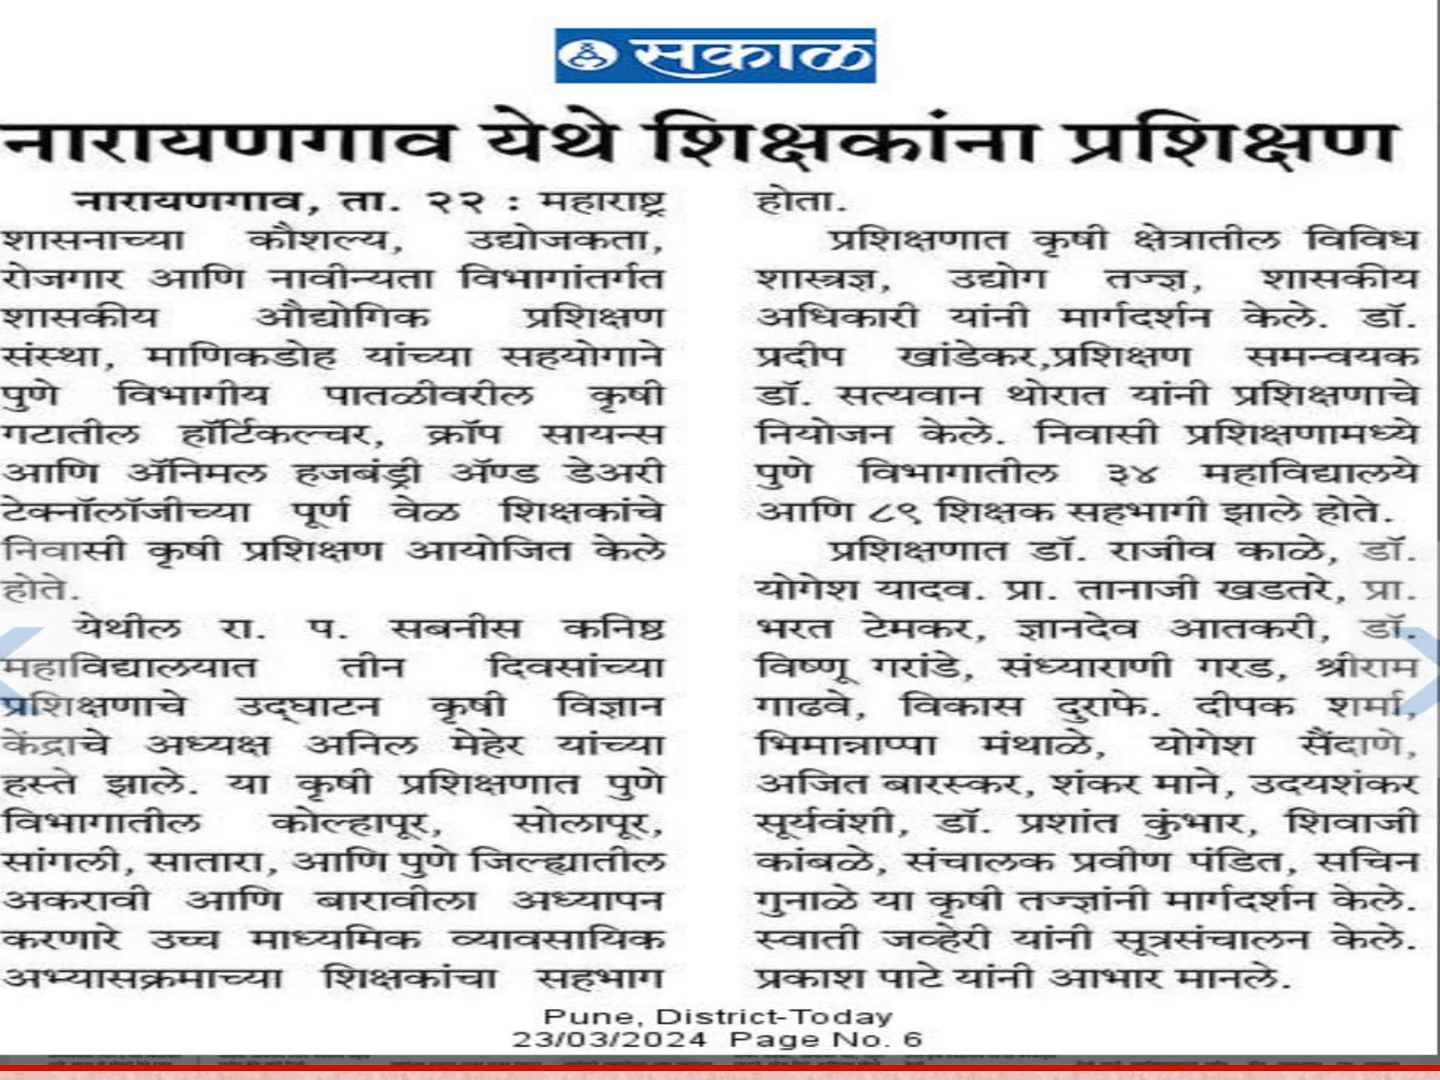 सकाळ
नारायणगाव येथे शिक्षकांना प्रशिक्षण
नारायणगाव, ता. २२ : महाराष्ट्र
शासनाच्या कौशल्य, उद्योजकता,
रोजगार आणि नावीन्यता विभागांतर्गत
शासकीय औद्योगिक प्रशिक्षण
संस्था, माणिकडोह यांच्या सहयोगाने
पुणे विभागीय पातळीवरील कृषी
गटातील हॉर्टिकल्चर, क्रॉप सायन्स
आणि ॲनिमल हजबंड्री ॲण्ड डेअरी
टेक्नॉलॉजीच्या पूर्ण वेळ शिक्षकांचे
निवासी कृषी प्रशिक्षण आयोजित केले
होते.
येथील रा. प. सबनीस कनिष्ठ
महाविद्यालयात तीन दिवसांच्या
प्रशिक्षणाचे उद्‍घाटन कृषी विज्ञान
केंद्राचे अध्यक्ष अनिल मेहेर यांच्या
हस्ते झाले. या कृषी प्रशिक्षणात पुणे
विभागातील कोल्हापूर, सोलापूर,
सांगली, सातारा, आणि पुणे जिल्ह्यातील
अकरावी आणि बारावीला अध्यापन
करणारे उच्च माध्यमिक व्यावसायिक
अभ्यासक्रमाच्या शिक्षकांचा सहभाग
होता.
प्रशिक्षणात कृषी क्षेत्रातील विविध
शास्त्रज्ञ, उद्योग तज्ज्ञ, शासकीय
अधिकारी यांनी मार्गदर्शन केले. डॉ.
प्रदीप खांडेकर,प्रशिक्षण समन्वयक
डॉ. सत्यवान थोरात यांनी प्रशिक्षणाचे
नियोजन केले. निवासी प्रशिक्षणामध्ये
पुणे विभागातील ३४ महाविद्यालये
आणि ८९ शिक्षक सहभागी झाले होते.
प्रशिक्षणात डॉ. राजीव काळे, डॉ.
योगेश यादव. प्रा. तानाजी खडतरे, प्रा.
भरत टेमकर, ज्ञानदेव आतकरी, डॉ.
विष्णू गरांडे, संध्याराणी गरड, श्रीराम
गाढवे, विकास दुराफे. दीपक शर्मा,
भिमान्नाप्पा मंथाळे, योगेश सैंदाणे,
अजित बारस्कर, शंकर माने, उदयशंकर
सूर्यवंशी, डॉ. प्रशांत कुंभार, शिवाजी
कांबळे, संचालक प्रवीण पंडित, सचिन
गुनाळे या कृषी तज्ज्ञांनी मार्गदर्शन केले.
स्वाती जव्हेरी यांनी सूत्रसंचालन केले.
प्रकाश पाटे यांनी आभार मानले.
Pune, District-Today
23/03/2024 Page No. 6